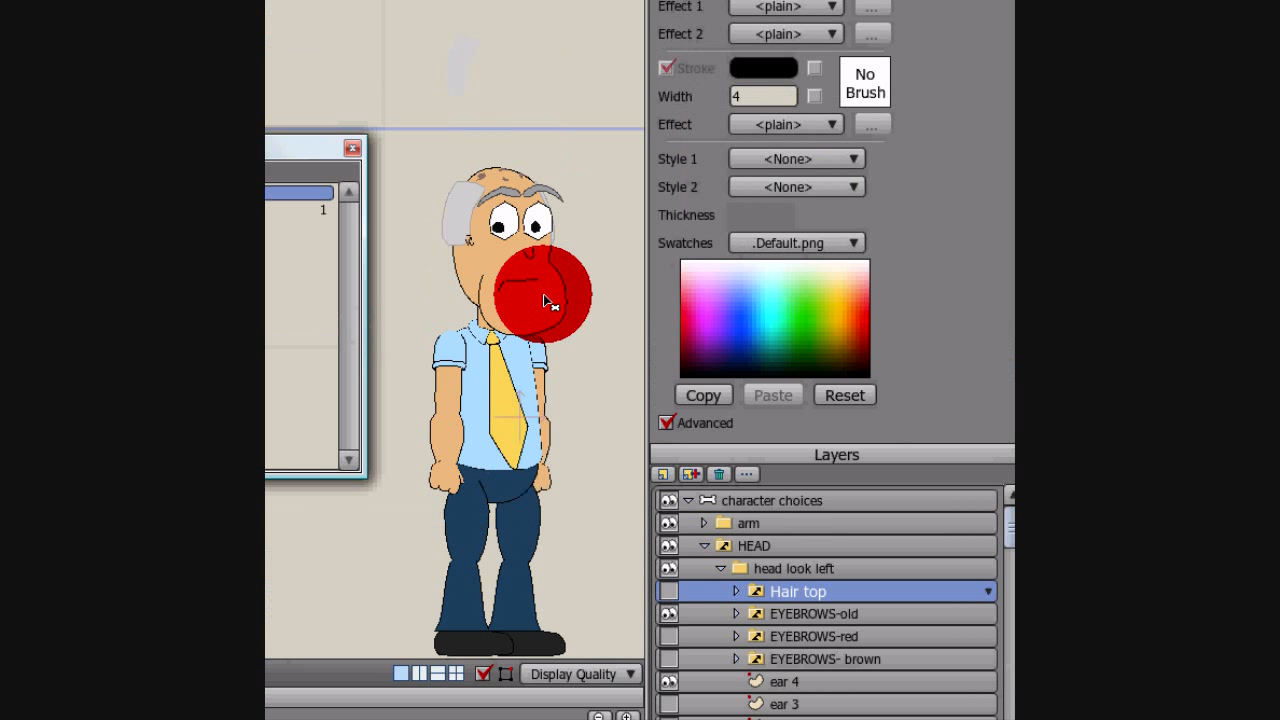 Effect 1 <plain> ...
Effect 2 <plain> ...
Stroke
No Brush
Width 4
Effect <plain> ...
Style 1 <None>
Style 2 <None>
1
Thickness
Swatches .Default.png
Copy Paste Reset
Advanced
Layers
character choices
arm
HEAD
head look left
Hair top
EYEBROWS-old
EYEBROWS-red
EYEBROWS- brown
Display Quality
ear 4
ear 3